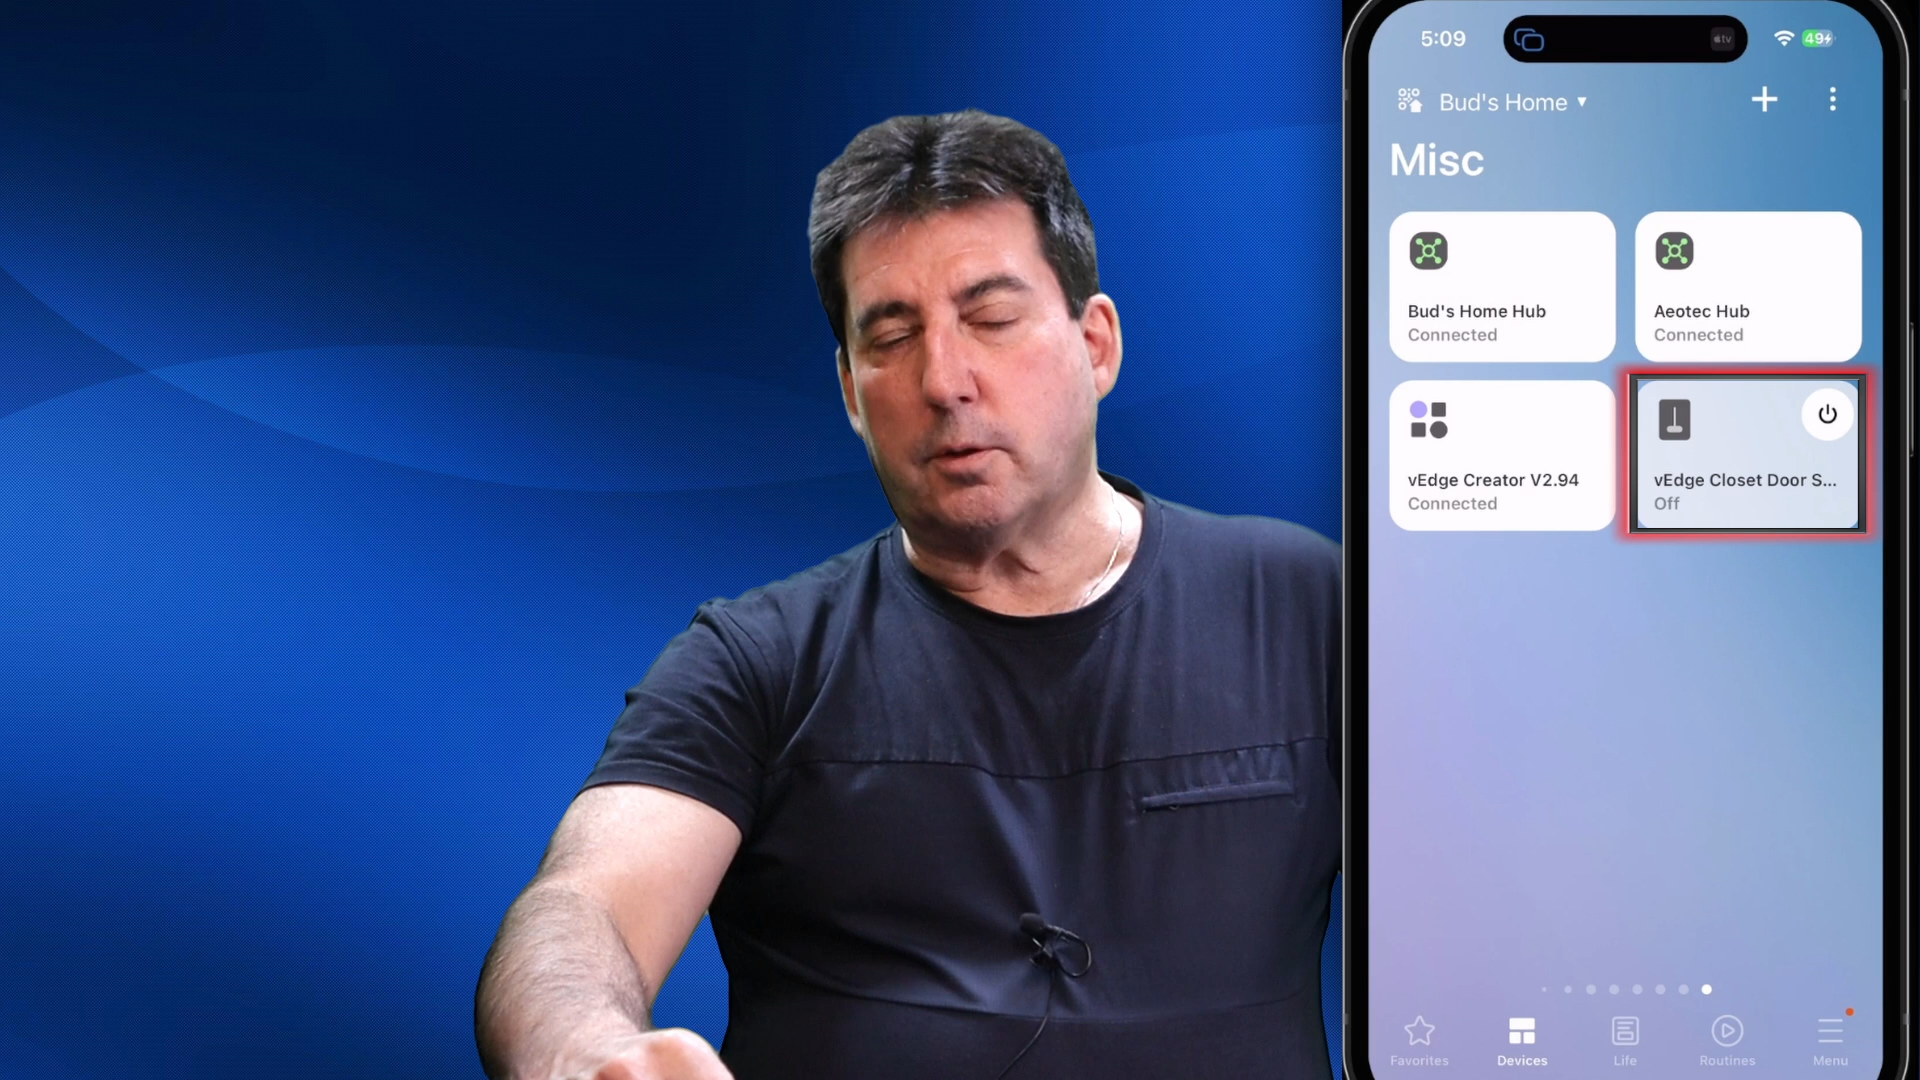 5:09
tv
49
Bud's Home ▼
Misc
Bud's Home Hub
Connected
Aeotec Hub
Connected
vEdge Creator V2.94
Connected
vEdge Closet Door S...
Off
Favorites
Devices
Life
Routines
Menu